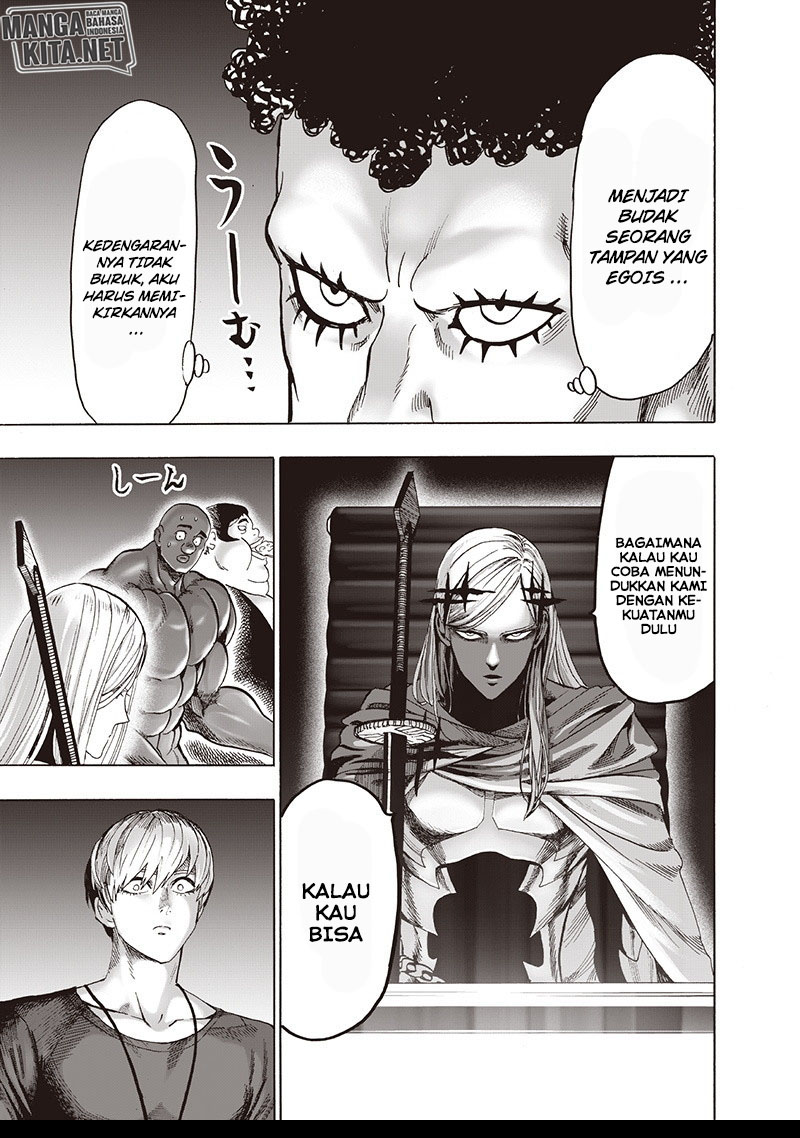 MANGA
KITA.NET
BACA MANGA
BAHASA
INDONESIA
MENJADI
BUDAK
SEORANG
TAMPAN YANG
EGOIS ...
うーむ…
KEDENGARAN-
NYA TIDAK
BURUK, AKU
HARUS MEMI-
KIRKANNYA
...
BAGAIMANA
KALAU KAU
COBA MENUN-
DUKKAN KAMI
DENGAN KE-
KUATANMU
DULU
しーん
KALAU
KAU
BISA